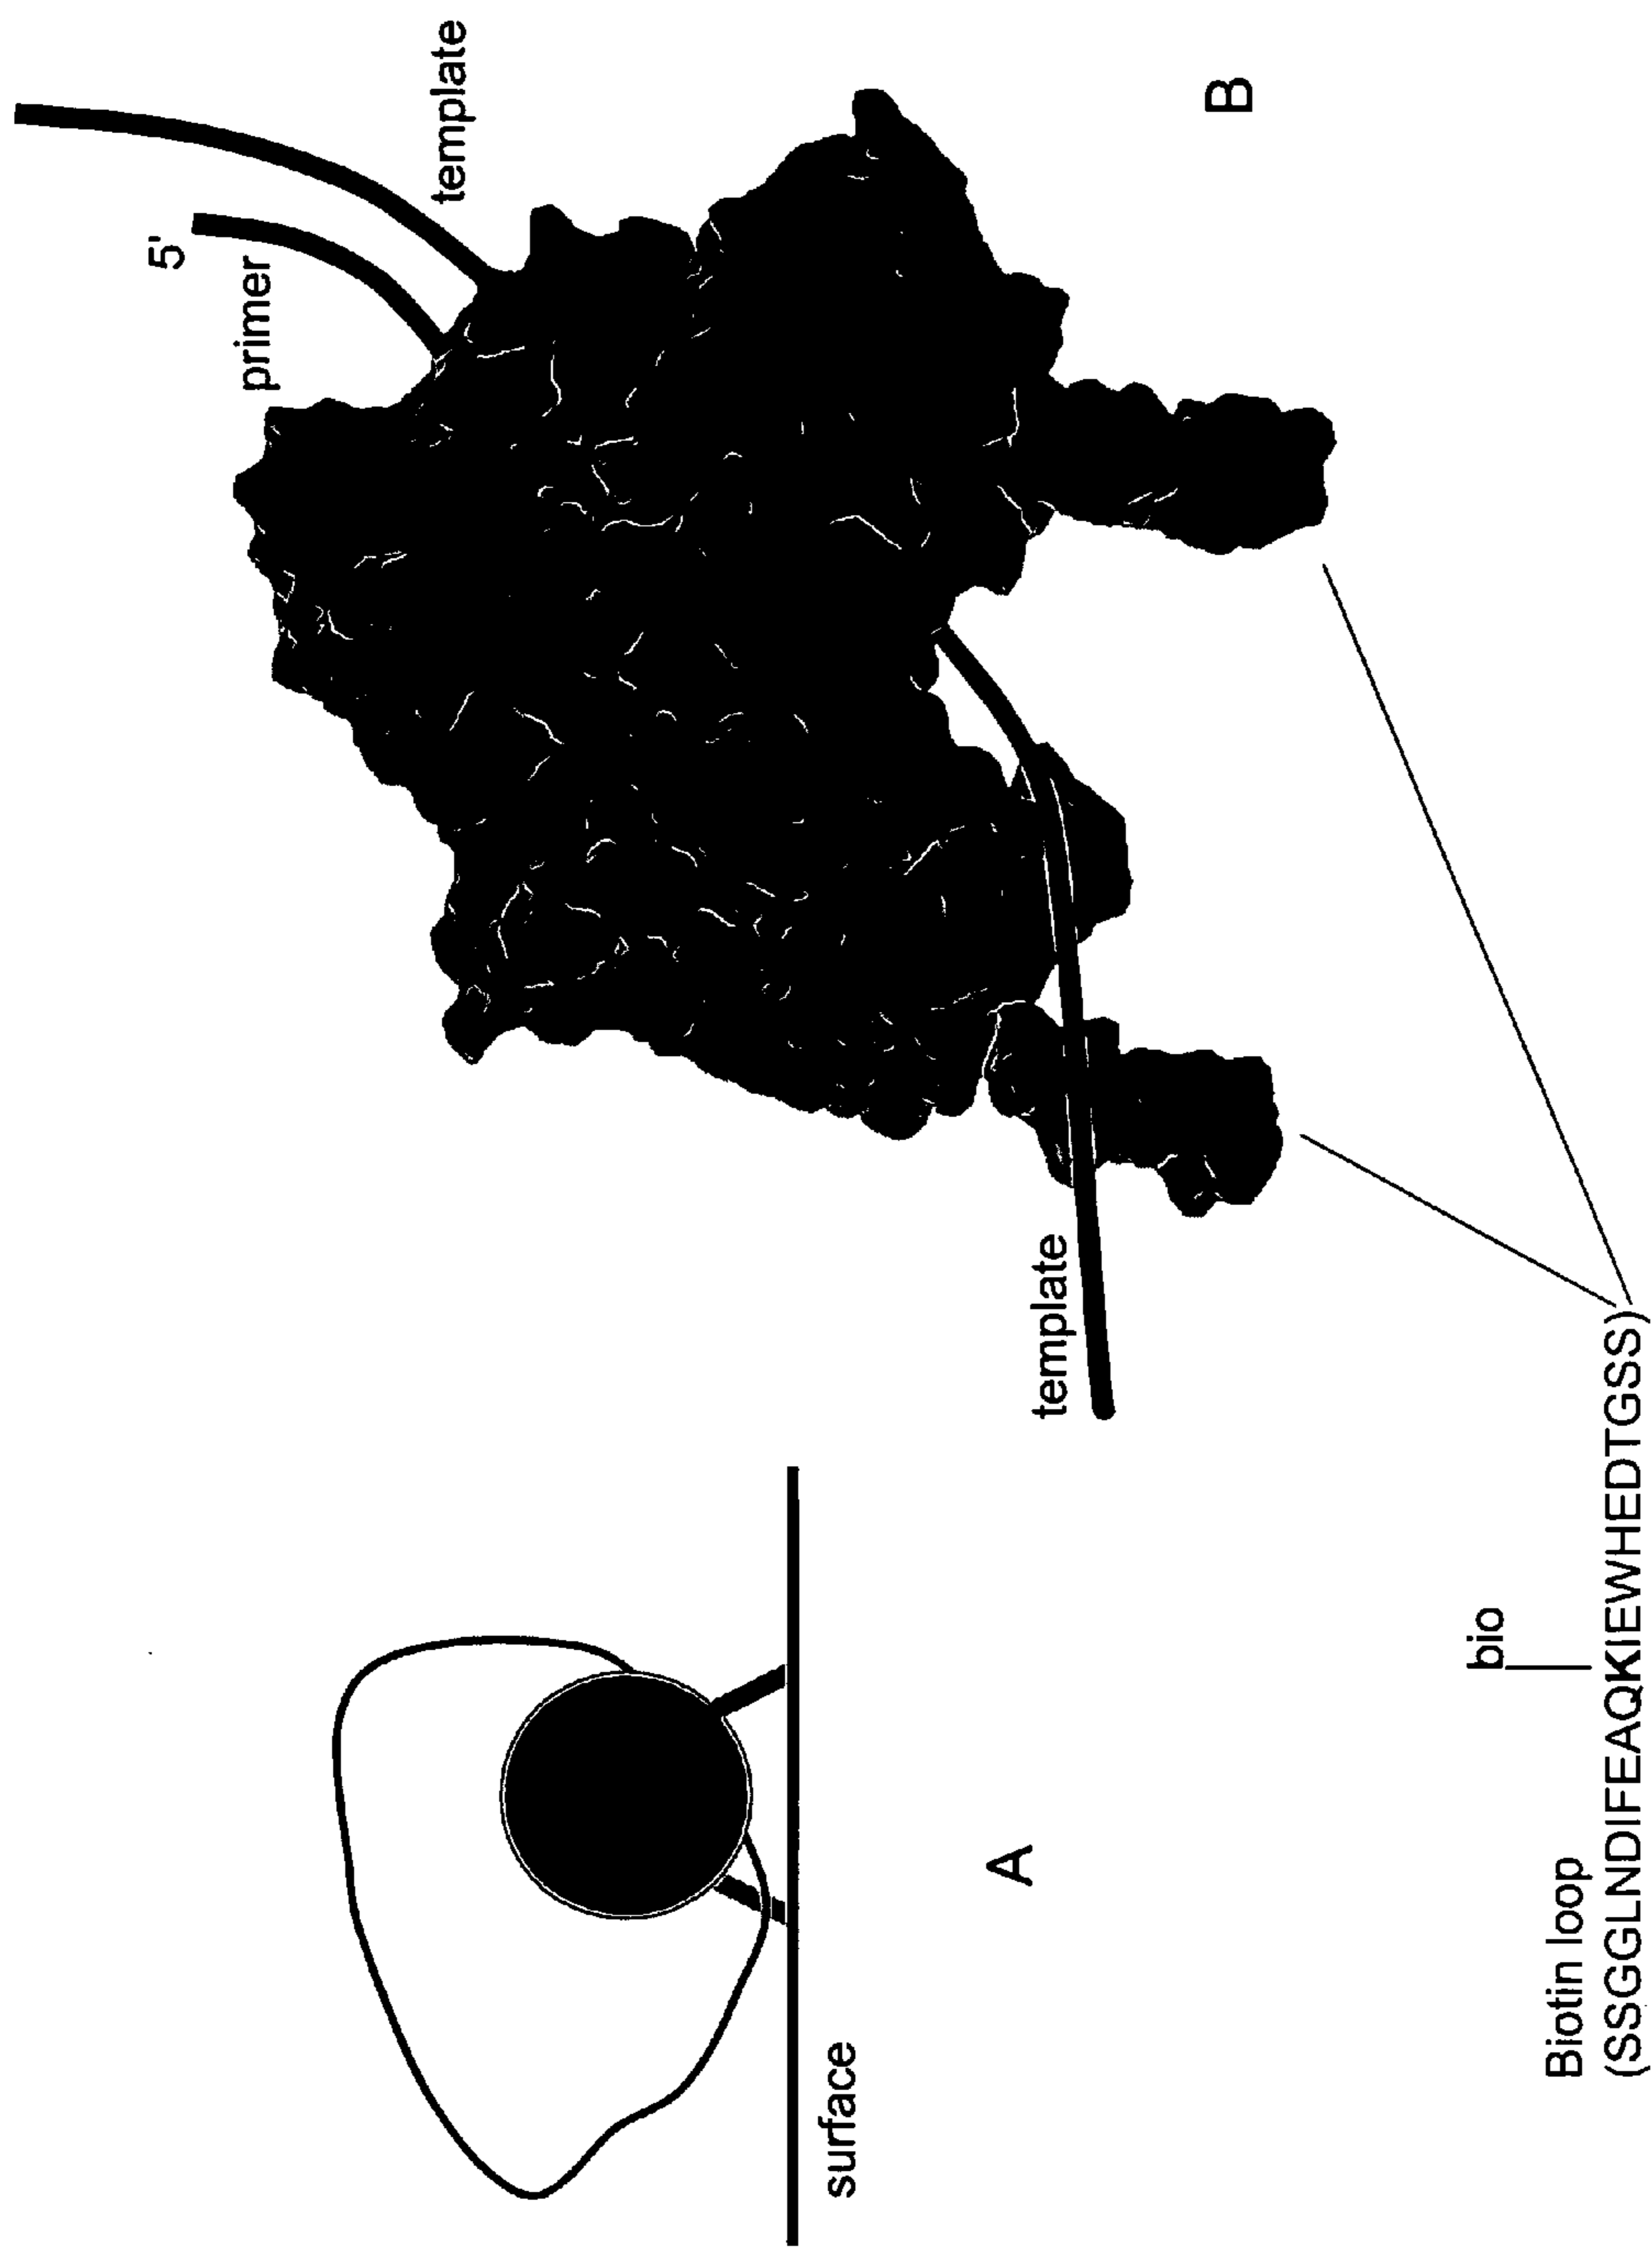 surface
A
5'
primer
template
template
B
bio
Biotin loop
(SSGGLNDIFEAQKIEWHEDTGSS)